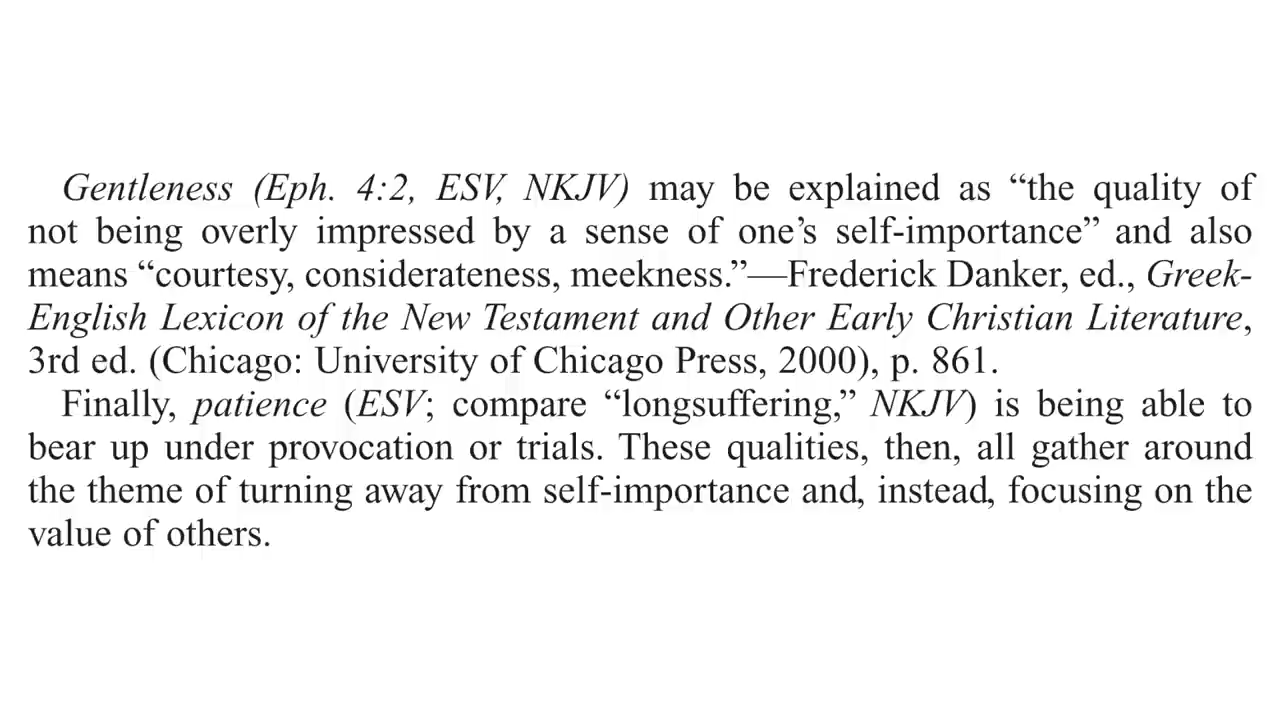 Gentleness (Eph. 4:2, ESV, NKJV) may be explained as “the quality of
not being overly impressed by a sense of one’s self-importance” and also
means “courtesy, considerateness, meekness.”—Frederick Danker, ed., Greek-
English Lexicon of the New Testament and Other Early Christian Literature,
3rd ed. (Chicago: University of Chicago Press, 2000), p. 861.
Finally, patience (ESV; compare “longsuffering,” NKJV) is being able to
bear up under provocation or trials. These qualities, then, all gather around
the theme of turning away from self-importance and, instead, focusing on the
value of others.